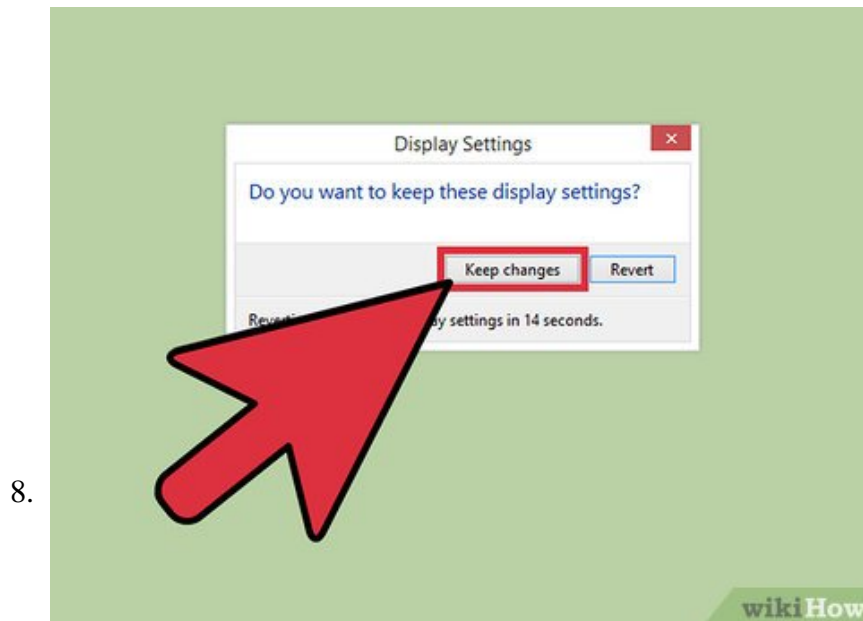 Display Settings
Do you want to keep these display settings?
Keep changes Revert
settings in 14 seconds.
8.
wikiHow